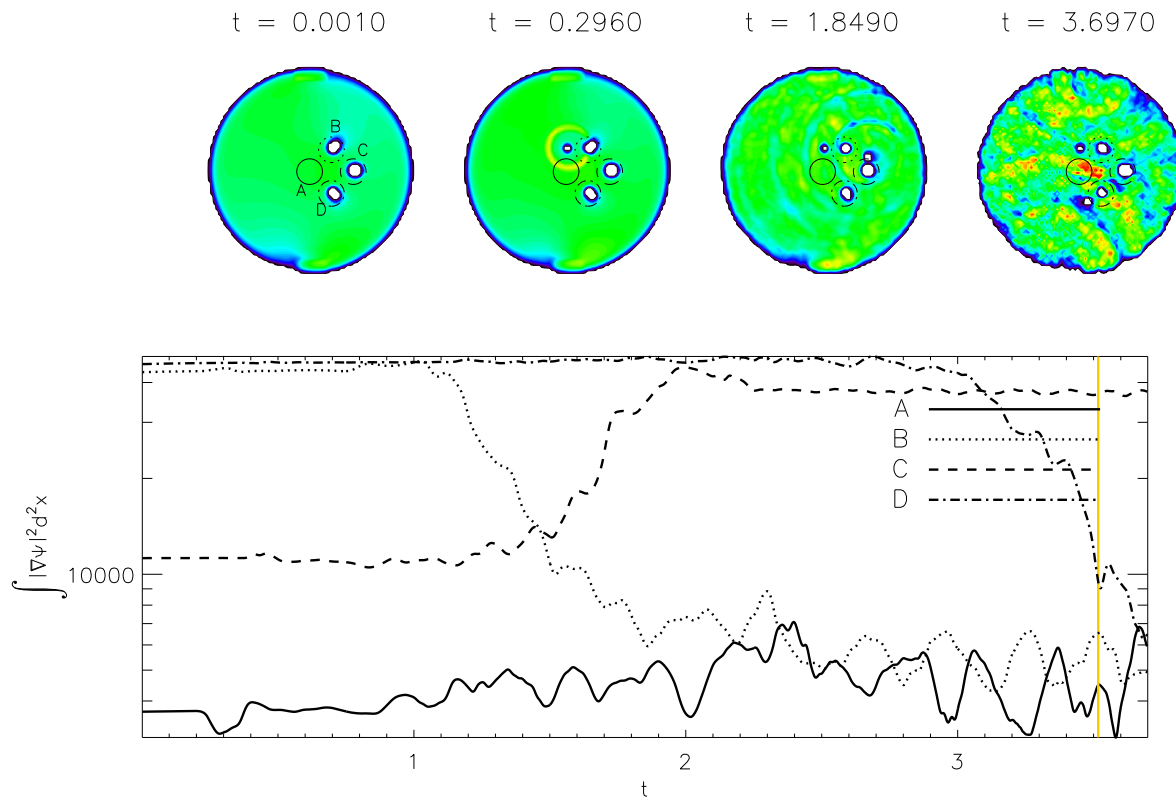 t = 0.0010
t = 0.2960
t = 1.8490
t = 3.6970
B
C
A
D
∫ |∇ψ|²d²x
10000
A
B
C
D
1
2
3
t